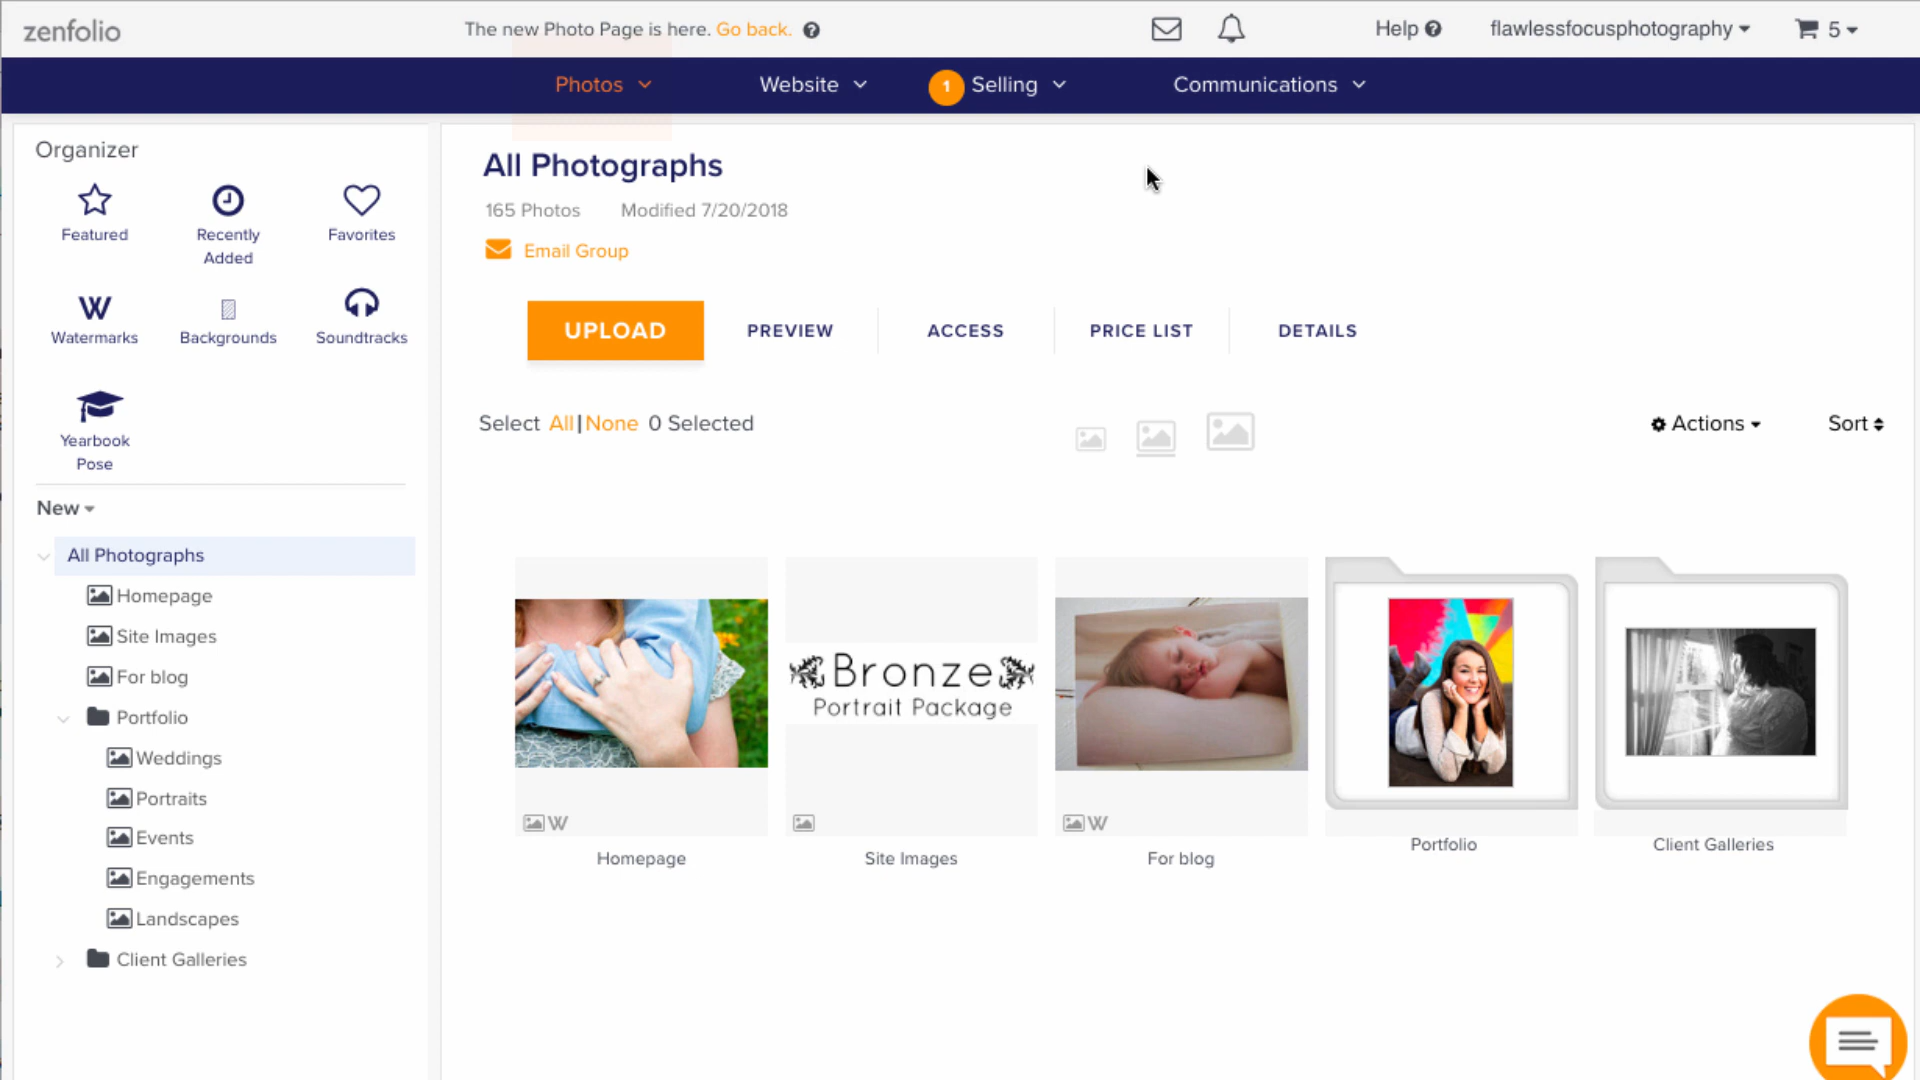 zenfolio
The new Photo Page is here. Go back.
Help
flawlessfocusphotography
5
Photos
Website
1 Selling
Communications
Organizer
Featured
Recently
Added
Favorites
Watermarks
Backgrounds
Soundtracks
Yearbook
Pose
New
All Photographs
Homepage
Site Images
For blog
Portfolio
Weddings
Portraits
Events
Engagements
Landscapes
Client Galleries
All Photographs
165 Photos Modified 7/20/2018
Email Group
UPLOAD
PREVIEW
ACCESS
PRICE LIST
DETAILS
Select All|None 0 Selected
Actions
Sort
Bronze
Portrait Package
W
W
Homepage
Site Images
For blog
Portfolio
Client Galleries